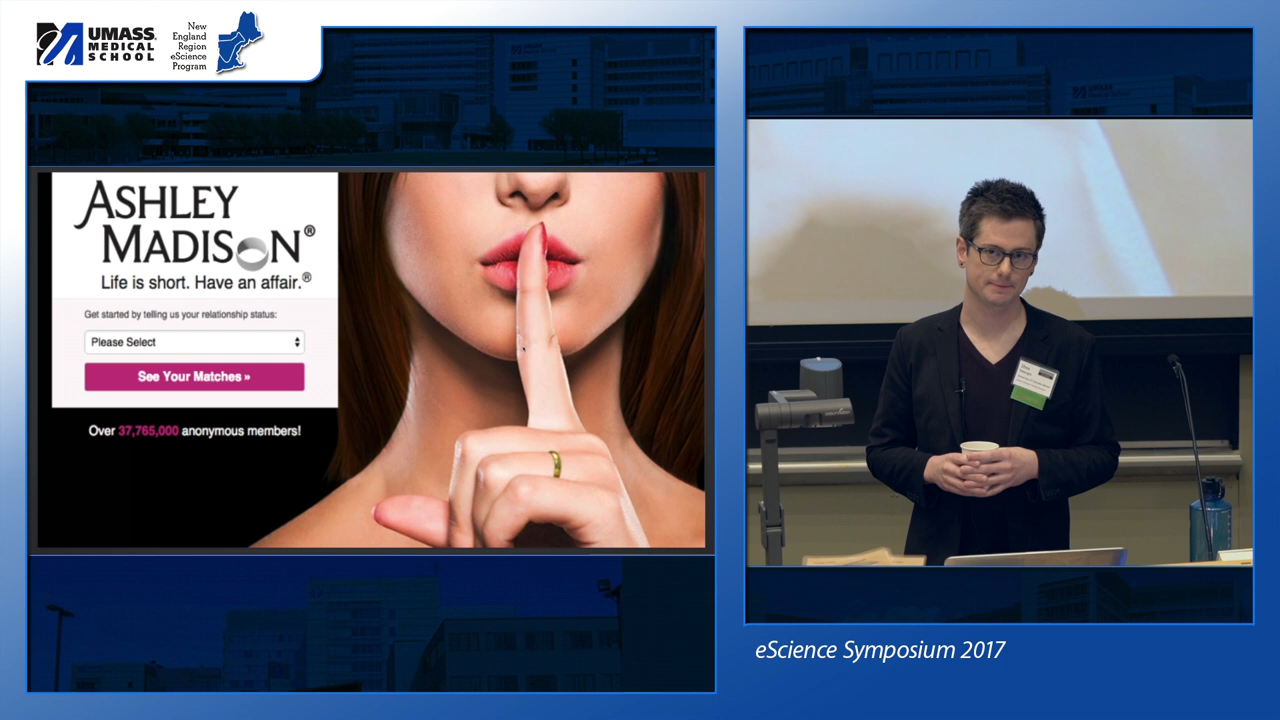 UMASS
MEDICAL
SCHOOL
New
England
Region
eScience
Program
ASHLEY
MADISON®
Life is short. Have an affair.®
Get started by telling us your relationship status:
Please Select
See Your Matches »
Over 37,765,000 anonymous members!
eScience Symposium 2017